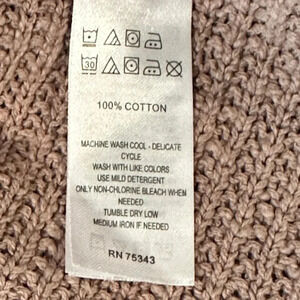 30
100% COTTON
MACHINE WASH COOL - DELICATE
CYCLE
WASH WITH LIKE COLORS
USE MILD DETERGENT
ONLY NON-CHLORINE BLEACH WHEN
NEEDED
TUMBLE DRY LOW
MEDIUM IRON IF NEEDED
RN 75343